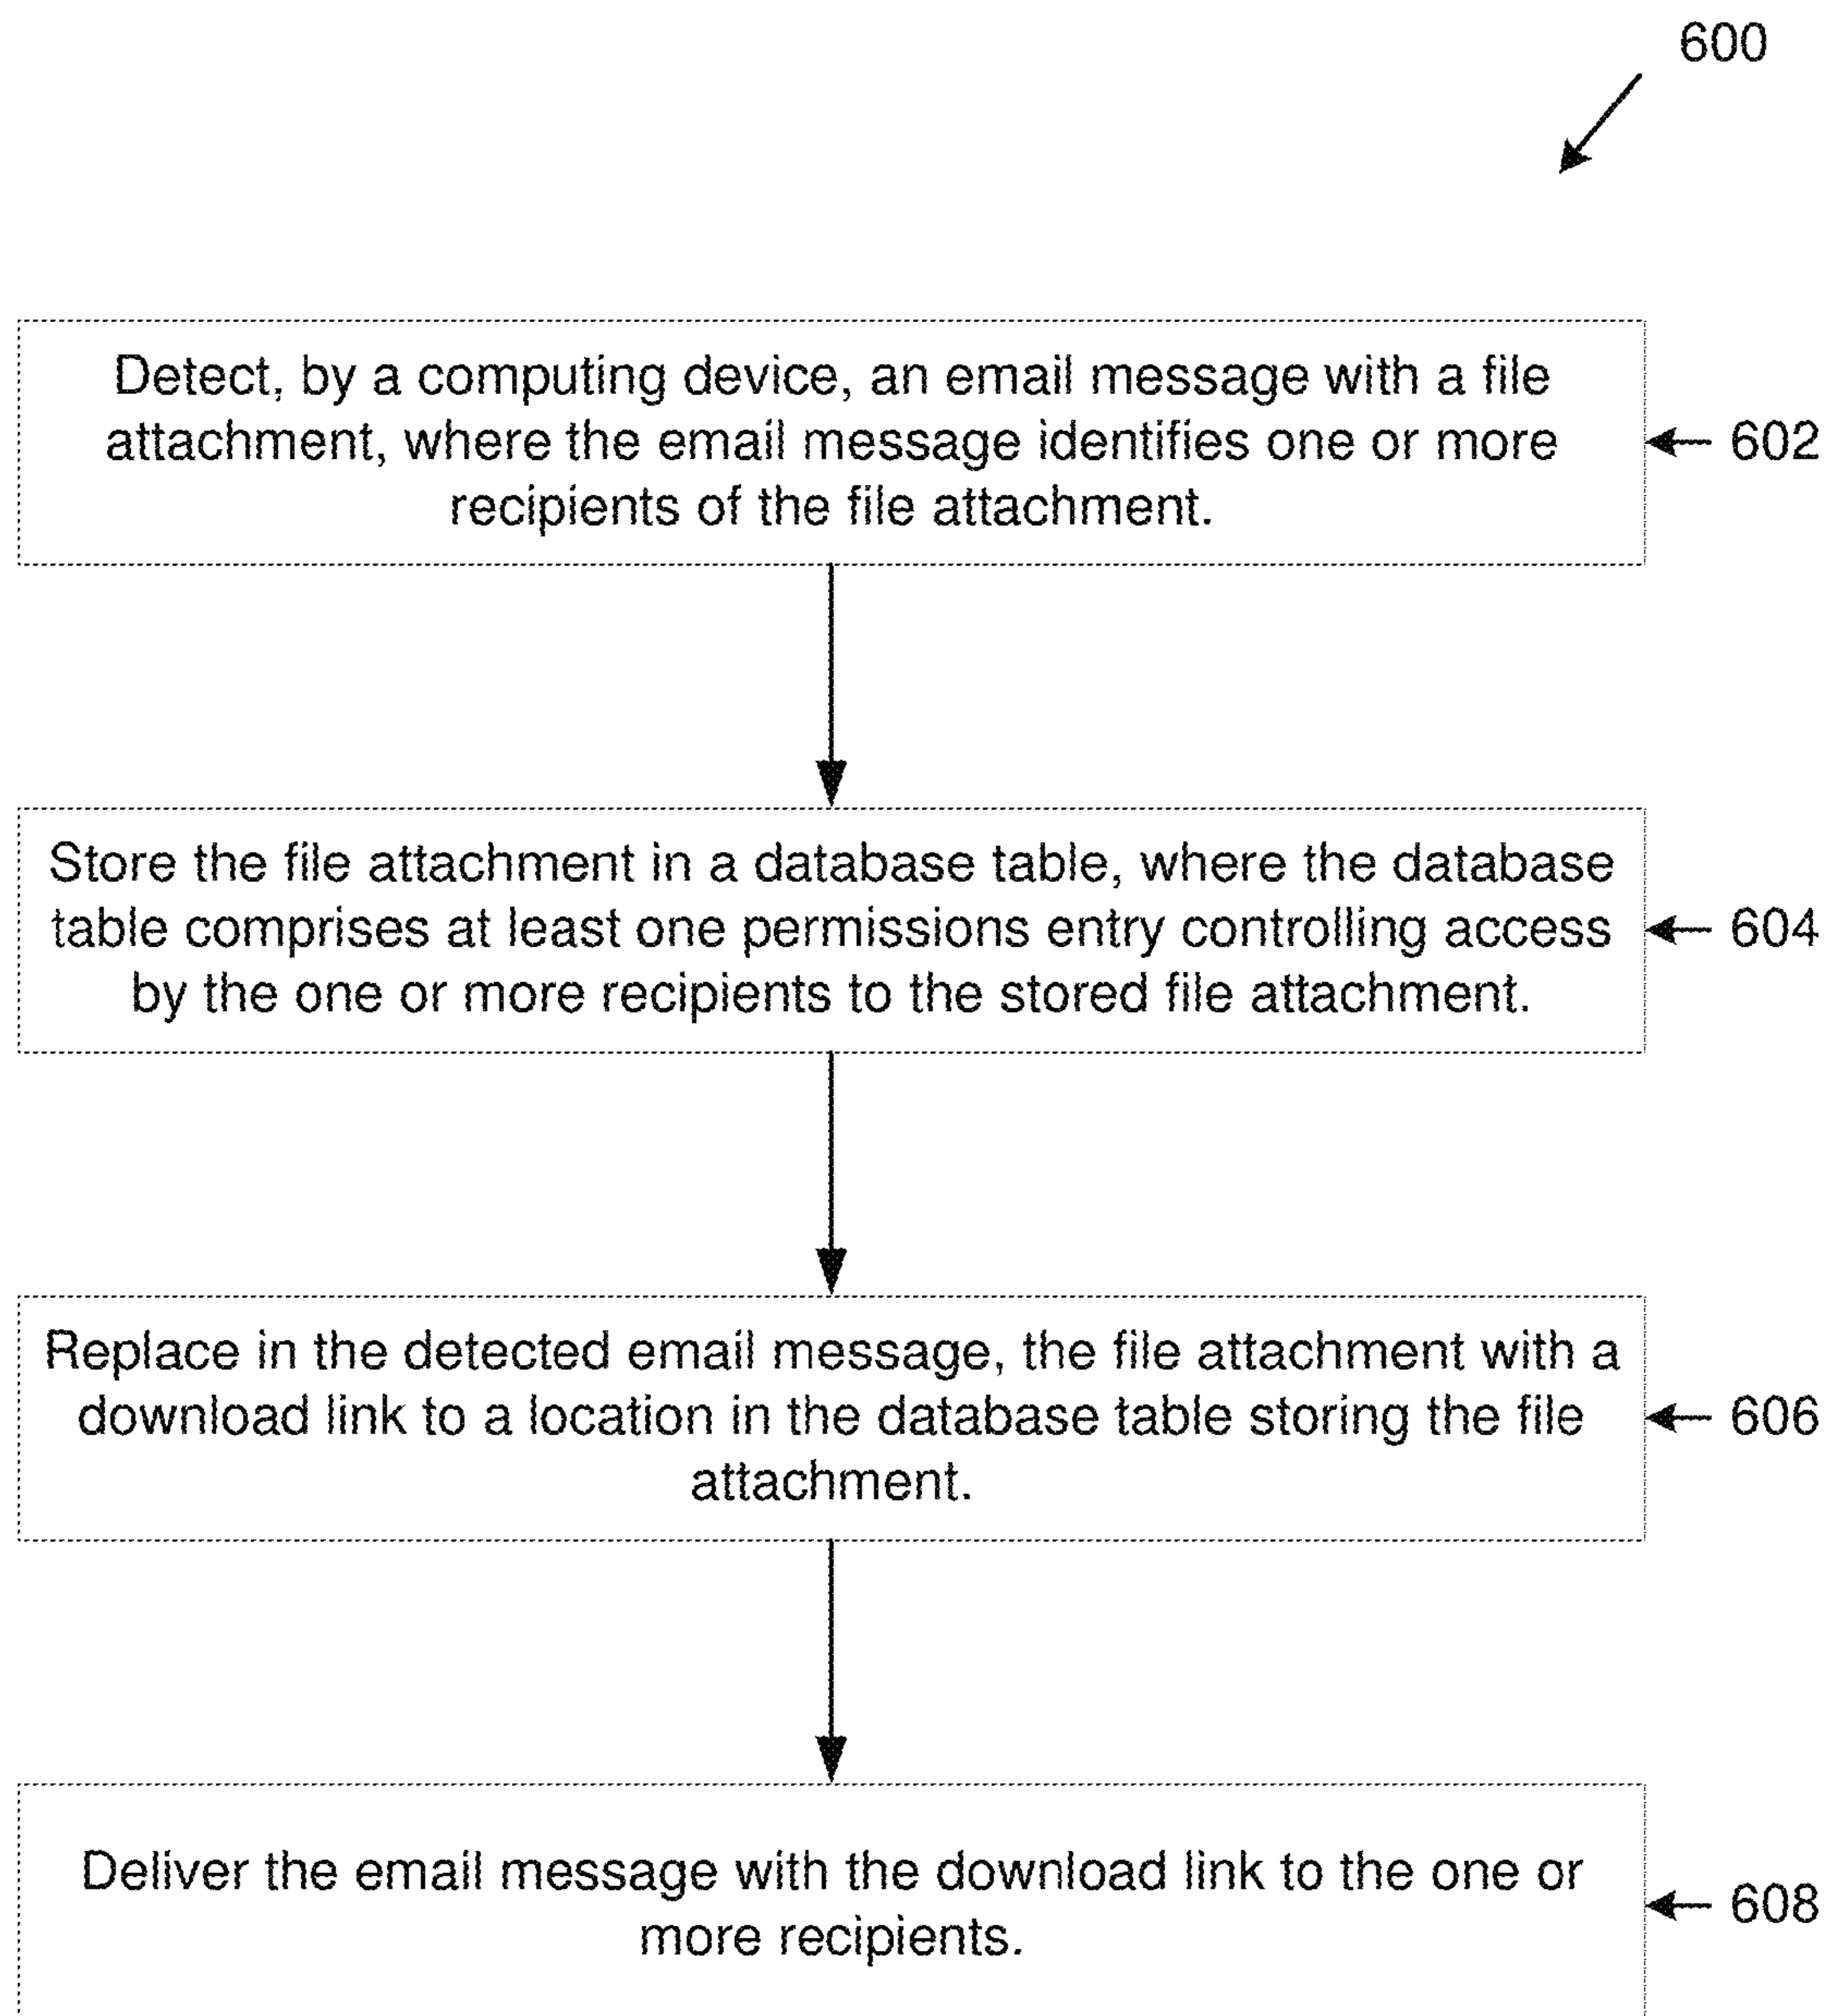 600
Detect, by a computing device, an email message with a file
attachment, where the email message identifies one or more
recipients of the file attachment.
602
Store the file attachment in a database table, where the database
table comprises at least one permissions entry controlling access
by the one or more recipients to the stored file attachment.
604
Replace in the detected email message, the file attachment with a
download link to a location in the database table storing the file
attachment.
606
Deliver the email message with the download link to the one or
more recipients.
608